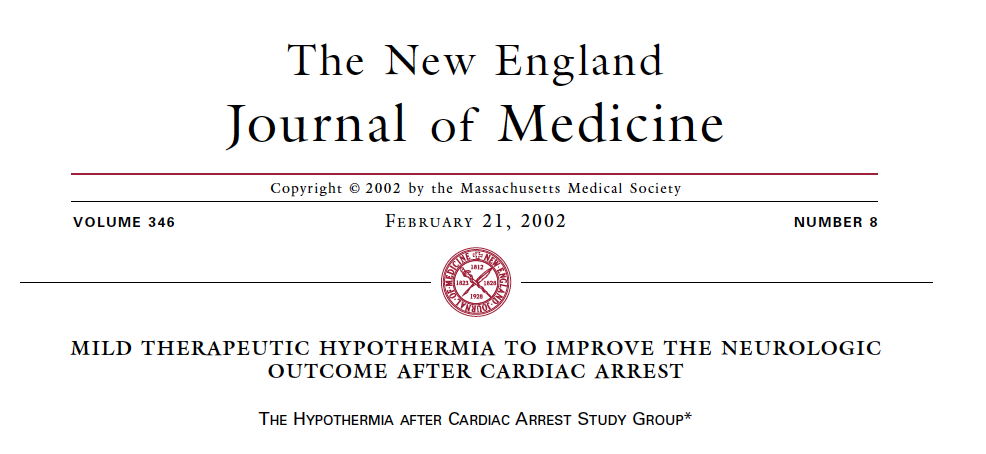 The New England
Journal of Medicine
Copyright © 2002 by the Massachusetts Medical Society
VOLUME 346
FEBRUARY 21, 2002
NUMBER 8
NEW ENGLAND JOURNAL OF MEDICINE
1812
1823
1828
1928
MILD THERAPEUTIC HYPOTHERMIA TO IMPROVE THE NEUROLOGIC
OUTCOME AFTER CARDIAC ARREST
THE HYPOTHERMIA AFTER CARDIAC ARREST STUDY GROUP*